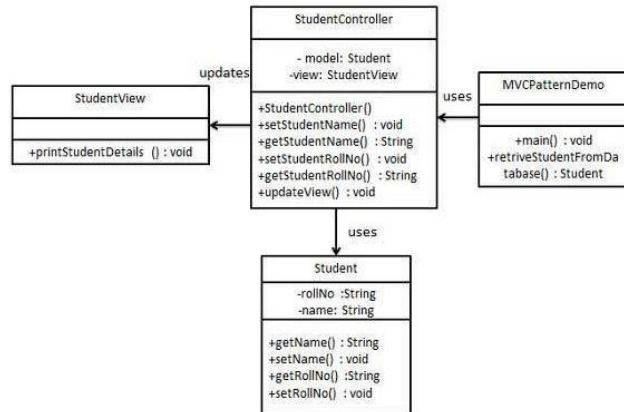 StudentController
- model: Student
-view: StudentView
+StudentController()
+setStudentName() : void
+getStudentName() : String
+setStudentRollNo() : void
+getStudentRollNo() : String
+updateView() : void
updates
StudentView
+printStudentDetails () : void
uses
MVCPatternDemo
+main() : void
+retriveStudentFromDa
tabase() : Student
uses
Student
-rollNo :String
-name: String
+getName() : String
+setName() : void
+getRollNo() :String
+setRollNo() : void